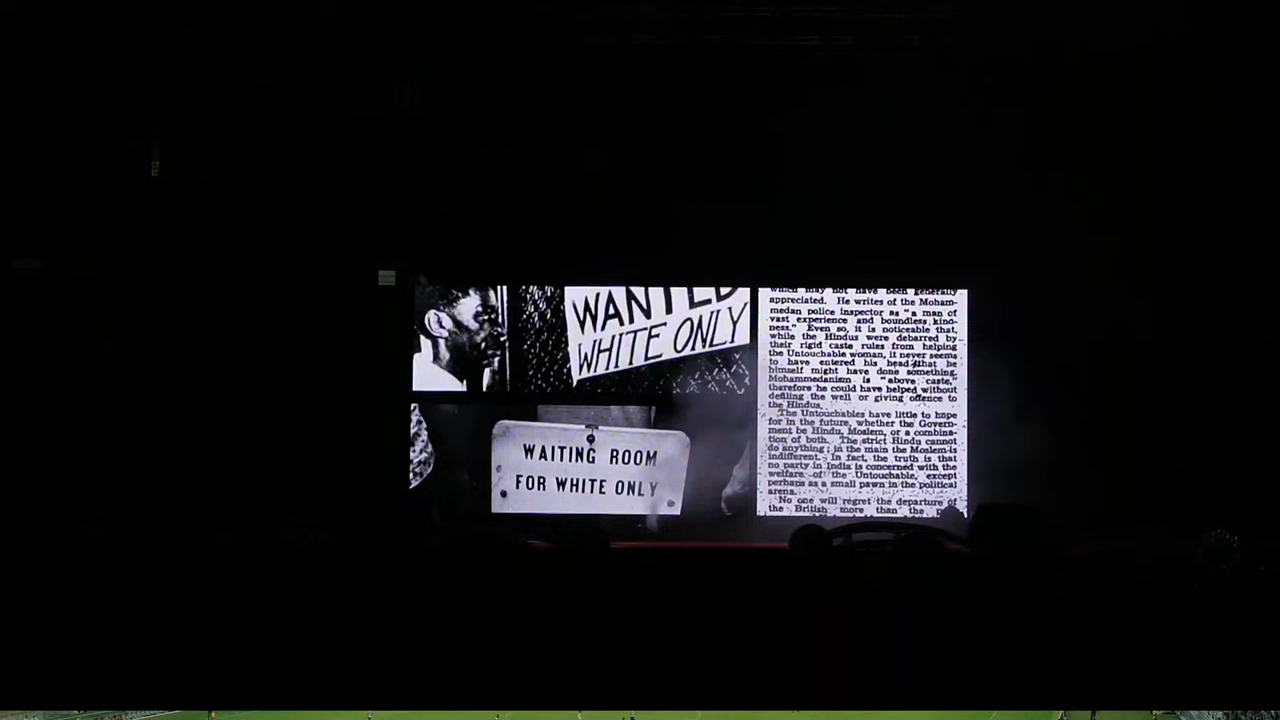 WANTED
WHITE ONLY
WAITING ROOM
FOR WHITE ONLY
which may not have been generally
appreciated. He writes of the Moham-
medan police inspector as "a man of
vast experience and boundless kind-
ness." Even so, it is noticeable that,
while the Hindus were debarred by
their rigid caste rules from helping
the Untouchable woman, it never seems
to have entered his head that he
himself might have done something.
Mohammedanism is "above caste,"
therefore he could have helped without
defiling the well or giving offence to
the Hindus.
The Untouchables have little to hope
for in the future, whether the Govern-
ment be Hindu, Moslem, or a combina-
tion of both. The strict Hindu cannot
do anything; in the main the Moslem is
indifferent. In fact, the truth is that
no party in India is concerned with the
welfare of the Untouchable, except
perhaps as a small pawn in the political
arena.
No one will regret the departure of
the British more than the